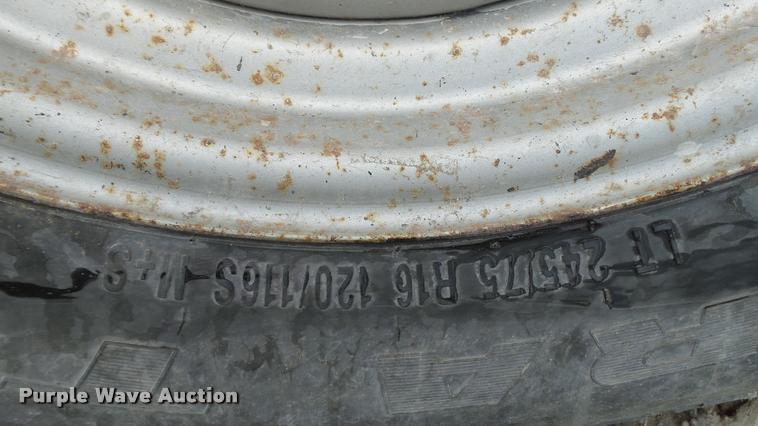 LT 245/75 R16 120/116S M+S
Purple Wave Auction